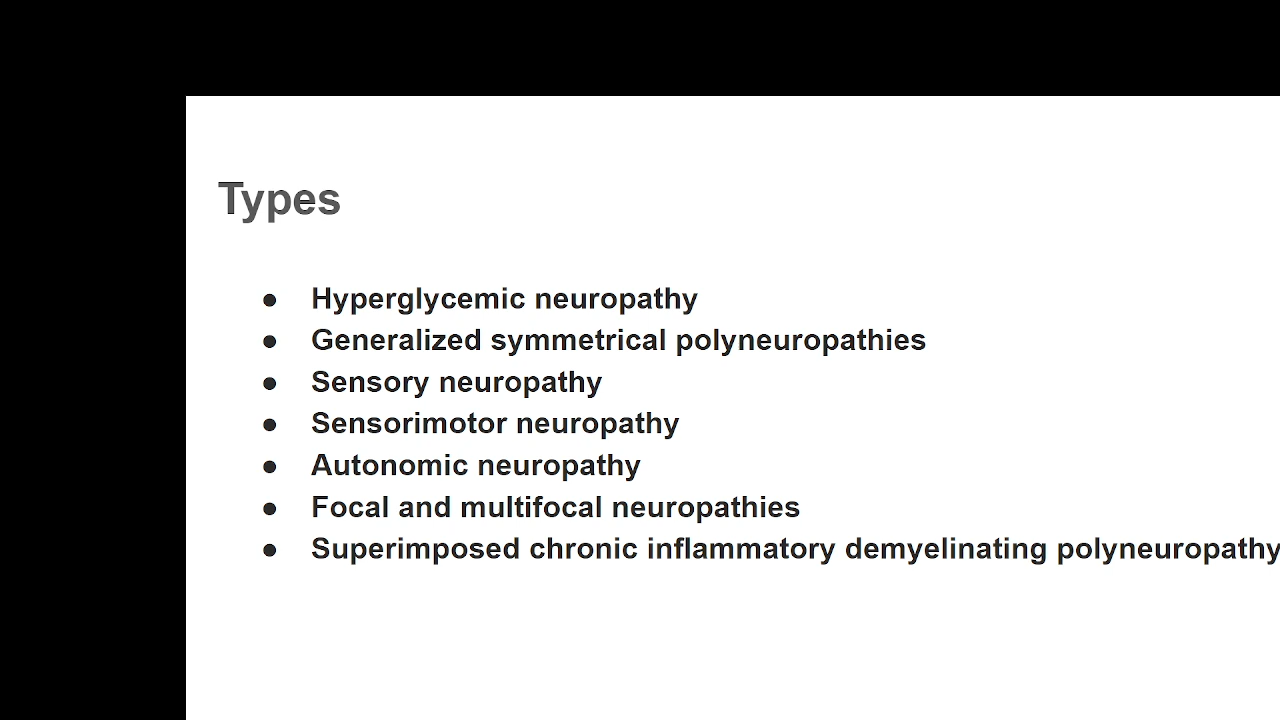 Types
● Hyperglycemic neuropathy
● Generalized symmetrical polyneuropathies
● Sensory neuropathy
● Sensorimotor neuropathy
● Autonomic neuropathy
● Focal and multifocal neuropathies
● Superimposed chronic inflammatory demyelinating polyneuropathy